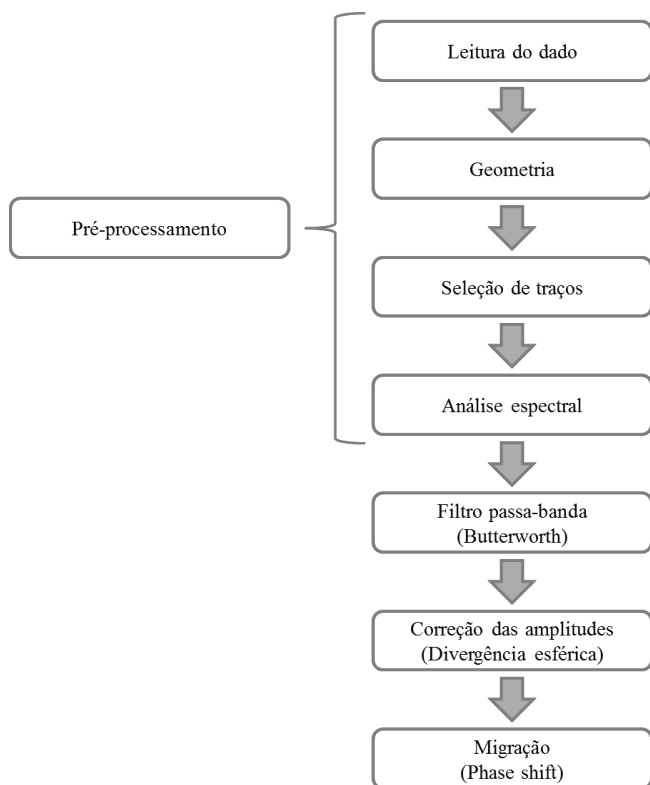 Leitura do dado
Geometria
Pré-processamento
Seleção de traços
Análise espectral
Filtro passa-banda
(Butterworth)
Correção das amplitudes
(Divergência esférica)
Migração
(Phase shift)